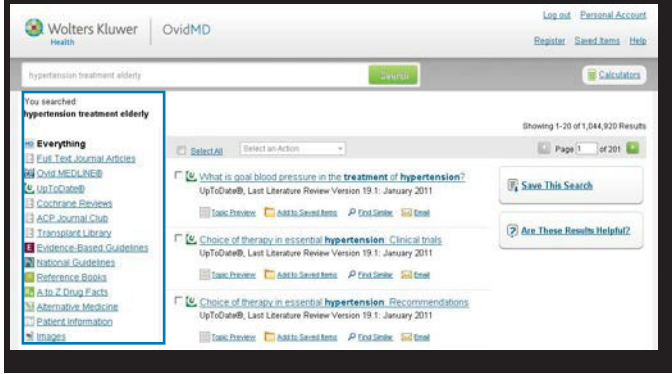 Log out Personal Account
Wolters Kluwer
Health
OvidMD
Register Saved Items Help
hypertension treatment elderly
Search
Calculators
You searched
hypertension treatment elderly
Showing 1-20 of 1,044,920 Results
Select All
Select an Action
Page 1 of 201
Everything
Full Text Journal Articles
Ovid MEDLINE®
UpToDate®
Cochrane Reviews
ACP Journal Club
Transplant Library
Evidence-Based Guidelines
National Guidelines
Reference Books
A to Z Drug Facts
Alternative Medicine
Patient Information
Images
What is goal blood pressure in the treatment of hypertension?
UpToDate®, Last Literature Review Version 19.1: January 2011
Topic Preview Add to Saved Items Find Similar Email
Choice of therapy in essential hypertension: Clinical trials
UpToDate®, Last Literature Review Version 19.1: January 2011
Topic Preview Add to Saved Items Find Similar Email
Choice of therapy in essential hypertension: Recommendations
UpToDate®, Last Literature Review Version 19.1: January 2011
Topic Preview Add to Saved Items Find Similar Email
Save This Search
Are These Results Helpful?